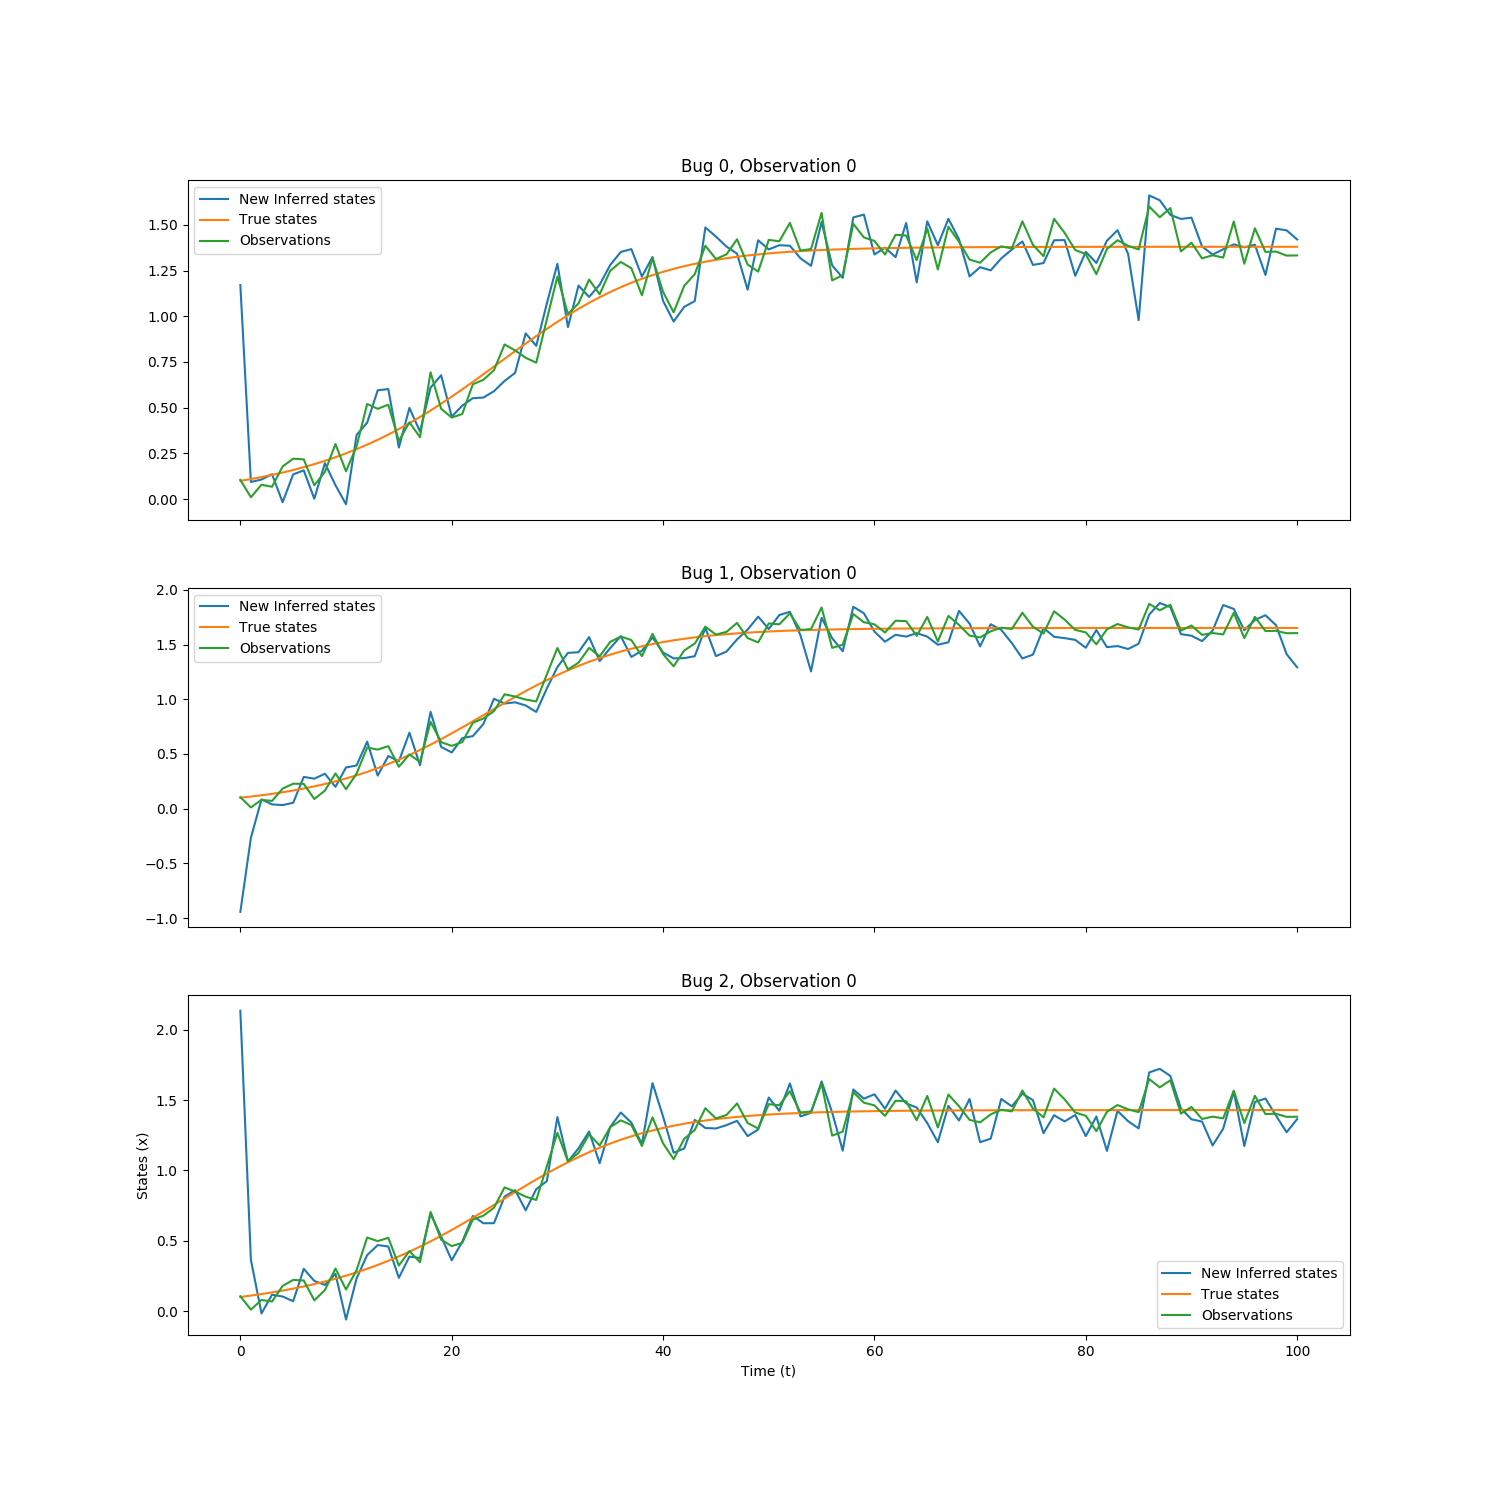 Bug 0, Observation 0
New Inferred states
True states
Observations
1.50
1.25
1.00
0.75
0.50
0.25
0.00
Bug 1, Observation 0
New Inferred states
True states
Observations
2.0
1.5
1.0
0.5
0.0
−0.5
−1.0
Bug 2, Observation 0
2.0
1.5
1.0
0.5
0.0
States (x)
New Inferred states
True states
Observations
0 20 40 60 80 100
Time (t)